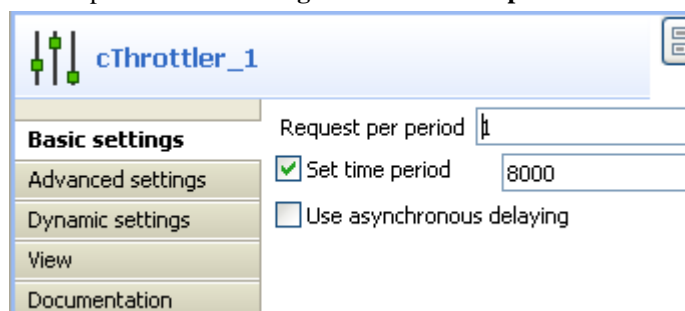 cThrottler_1
Basic settings
Advanced settings
Dynamic settings
View
Documentation
Request per period 1
Set time period 8000
Use asynchronous delaying